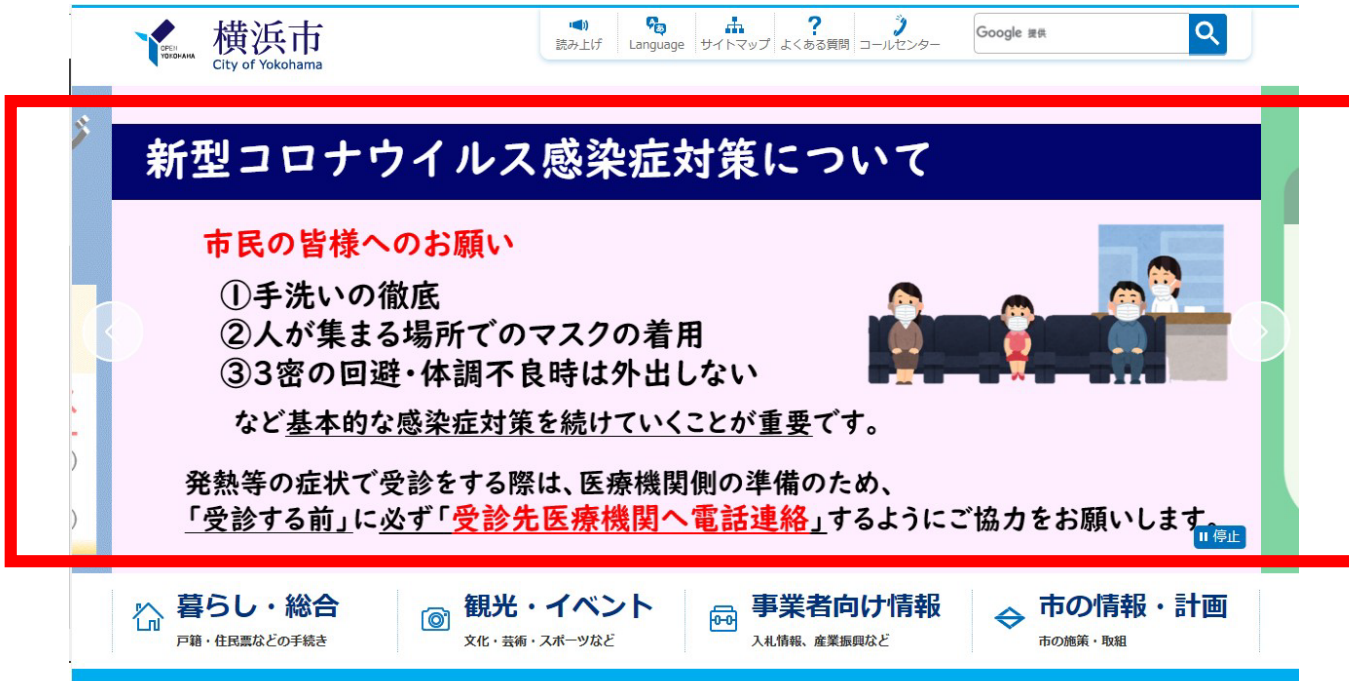 OPEN YOKOHAMA
横浜市
City of Yokohama
読み上げ Language サイトマップ よくある質問 コールセンター
Google 提供
新型コロナウイルス感染症対策について
市民の皆様へのお願い
①手洗いの徹底
②人が集まる場所でのマスクの着用
③3密の回避・体調不良時は外出しない
など基本的な感染症対策を続けていくことが重要です。
発熱等の症状で受診をする際は、医療機関側の準備のため、
「受診する前」に必ず「受診先医療機関へ電話連絡」するようにご協力をお願いします。
停止
暮らし・総合 観光・イベント 事業者向け情報 市の情報・計画
戸籍・住民票などの手続き 文化・芸術・スポーツなど 入札情報、産業振興など 市の施策・取組